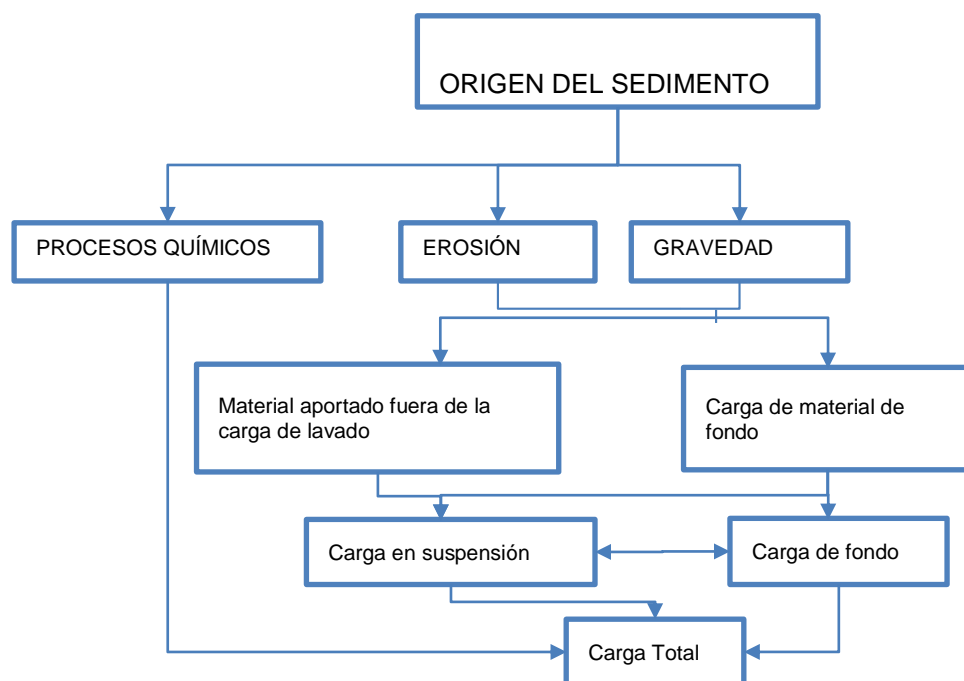 ORIGEN DEL SEDIMENTO
PROCESOS QUÍMICOS
EROSIÓN
GRAVEDAD
Material aportado fuera de la
carga de lavado
Carga de material de
fondo
Carga en suspensión
Carga de fondo
Carga Total